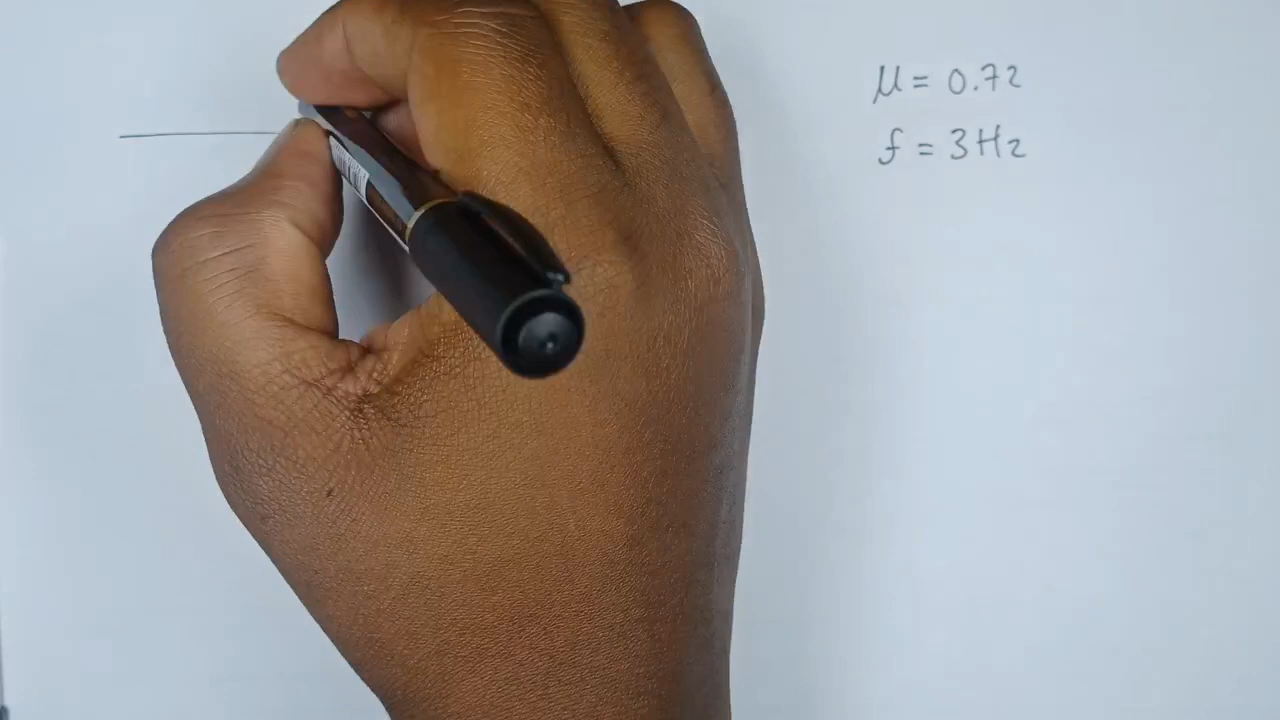 μ = 0.72
f = 3Hz